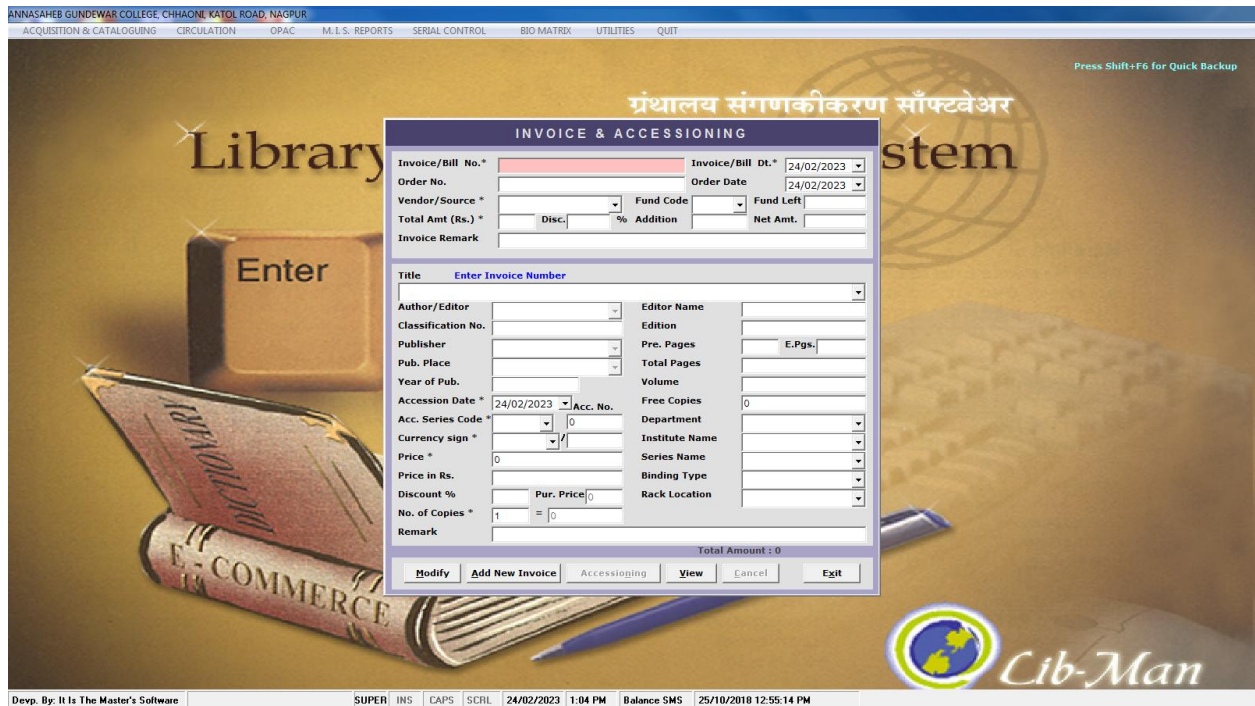 ANNASAHEB GUNDEWAR COLLEGE, CHHAONI, KATOL ROAD, NAGPUR
ACQUISITION & CATALOGUING CIRCULATION OPAC M. I. S. REPORTS SERIAL CONTROL BIO MATRIX UTILITIES QUIT
Press Shift+F6 for Quick Backup
ग्रंथालय संगणकीकरण सॉफ्टवेअर
Library stem
INVOICE & ACCESSIONING
Invoice/Bill No.* Invoice/Bill Dt.* 24/02/2023
Order No. Order Date 24/02/2023
Vendor/Source * Fund Code Fund Left
Total Amt (Rs.) * Disc. % Addition Net Amt.
Invoice Remark
Enter
Title Enter Invoice Number
Author/Editor Editor Name
Classification No. Edition
Publisher Pre. Pages E.Pgs.
Pub. Place Total Pages
Year of Pub. Volume
Accession Date * 24/02/2023 Acc. No. Free Copies 0
Acc. Series Code * 0 Department
Currency sign * / Institute Name
Price * 0 Series Name
Price in Rs. Binding Type
Discount % Pur. Price 0 Rack Location
No. of Copies * 1 = 0
Remark
Total Amount : 0
Modify Add New Invoice Accessioning View Cancel Exit
DICTIONARY
E - COMMERCE
Lib-Man
Devp. By: It Is The Master's Software SUPER INS CAPS SCRL 24/02/2023 1:04 PM Balance SMS 25/10/2018 12:55:14 PM